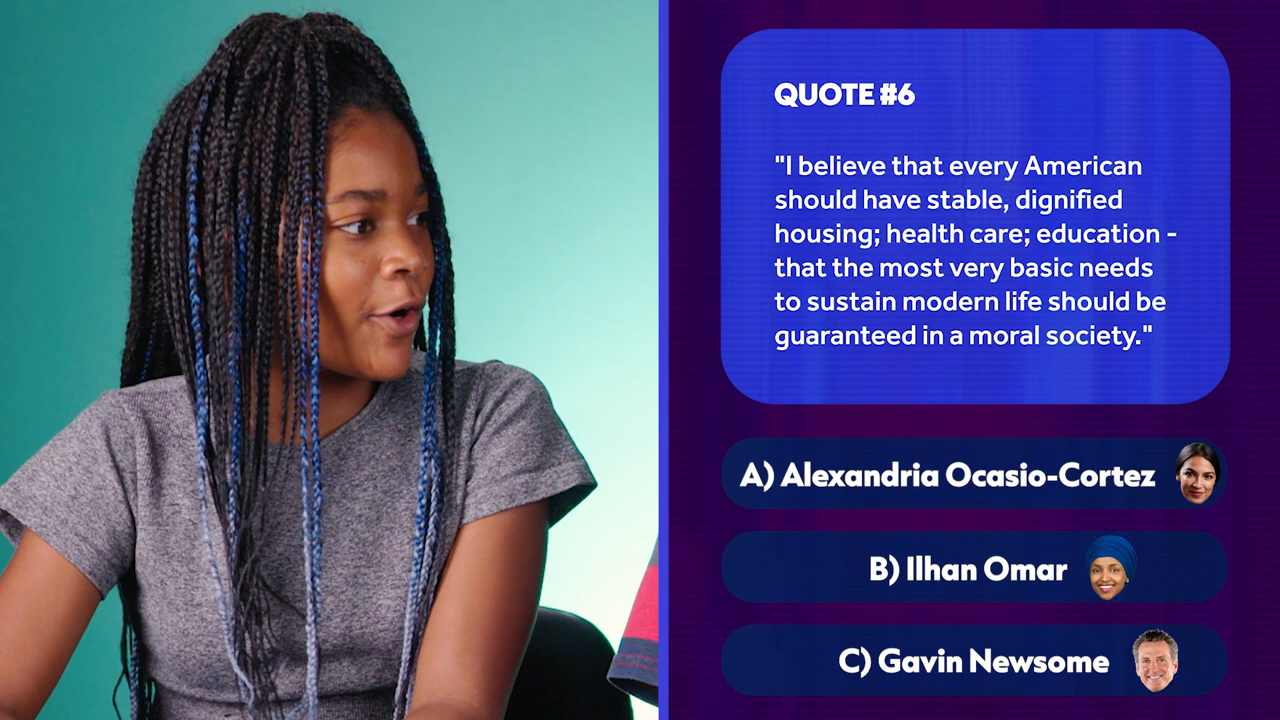 QUOTE #6
"I believe that every American
should have stable, dignified
housing; health care; education -
that the most very basic needs
to sustain modern life should be
guaranteed in a moral society."
A) Alexandria Ocasio-Cortez
B) Ilhan Omar
C) Gavin Newsome